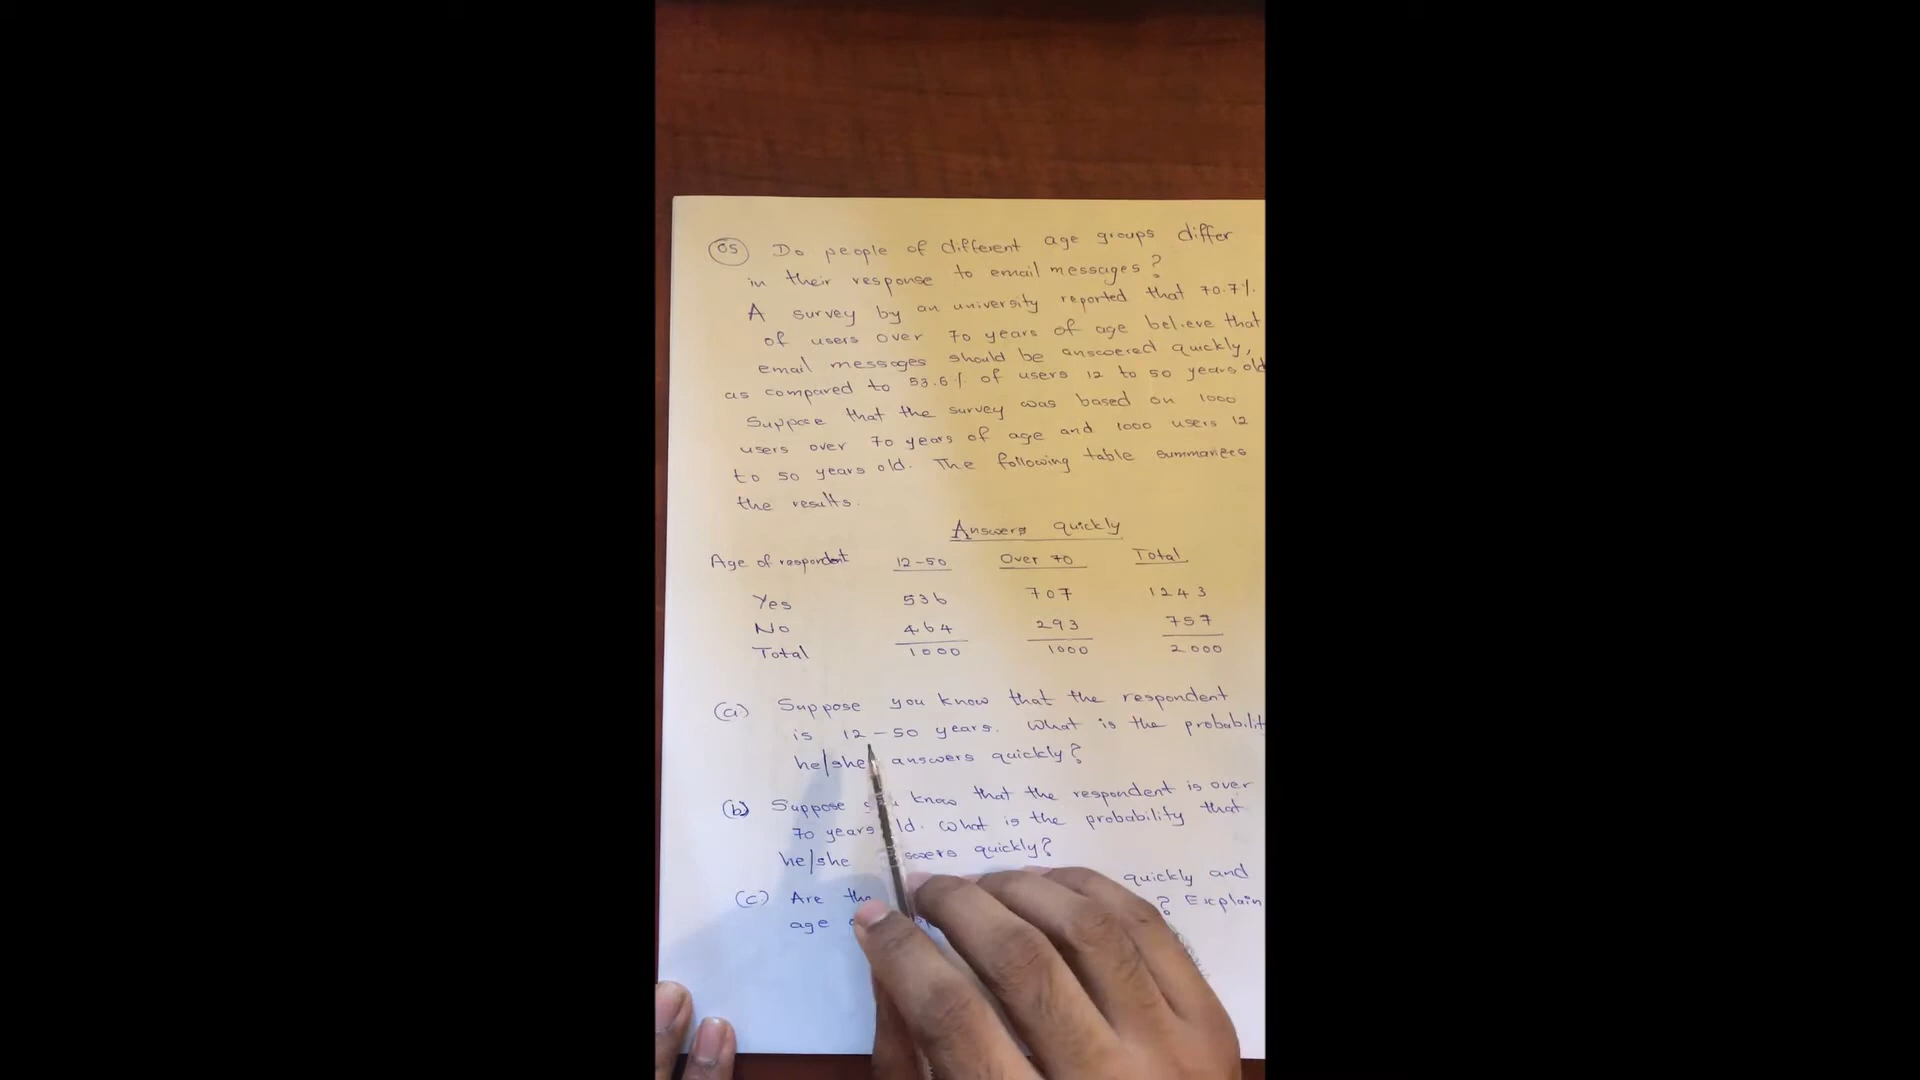 05 Do people of different age groups differ
in their response to email messages?
A survey by an university reported that 70.7%
of users over 70 years of age believe that
email messages should be answered quickly,
as compared to 53.6% of users 12 to 50 years old
Suppose that the survey was based on 1000
users over 70 years of age and 1000 users 12
to 50 years old. The following table summarizes
the results.
Answers quickly
Age of respondent 12-50 Over 70 Total
Yes 536 707 1243
No 464 293 757
Total 1000 1000 2000
(a) Suppose you know that the respondent
is 12-50 years. What is the probabilit
he/she answers quickly?
(b) Suppose know that the respondent is over
70 years ld. What is the probability that
he/she swers quickly?
(c) Are the quickly and
age ? Explain